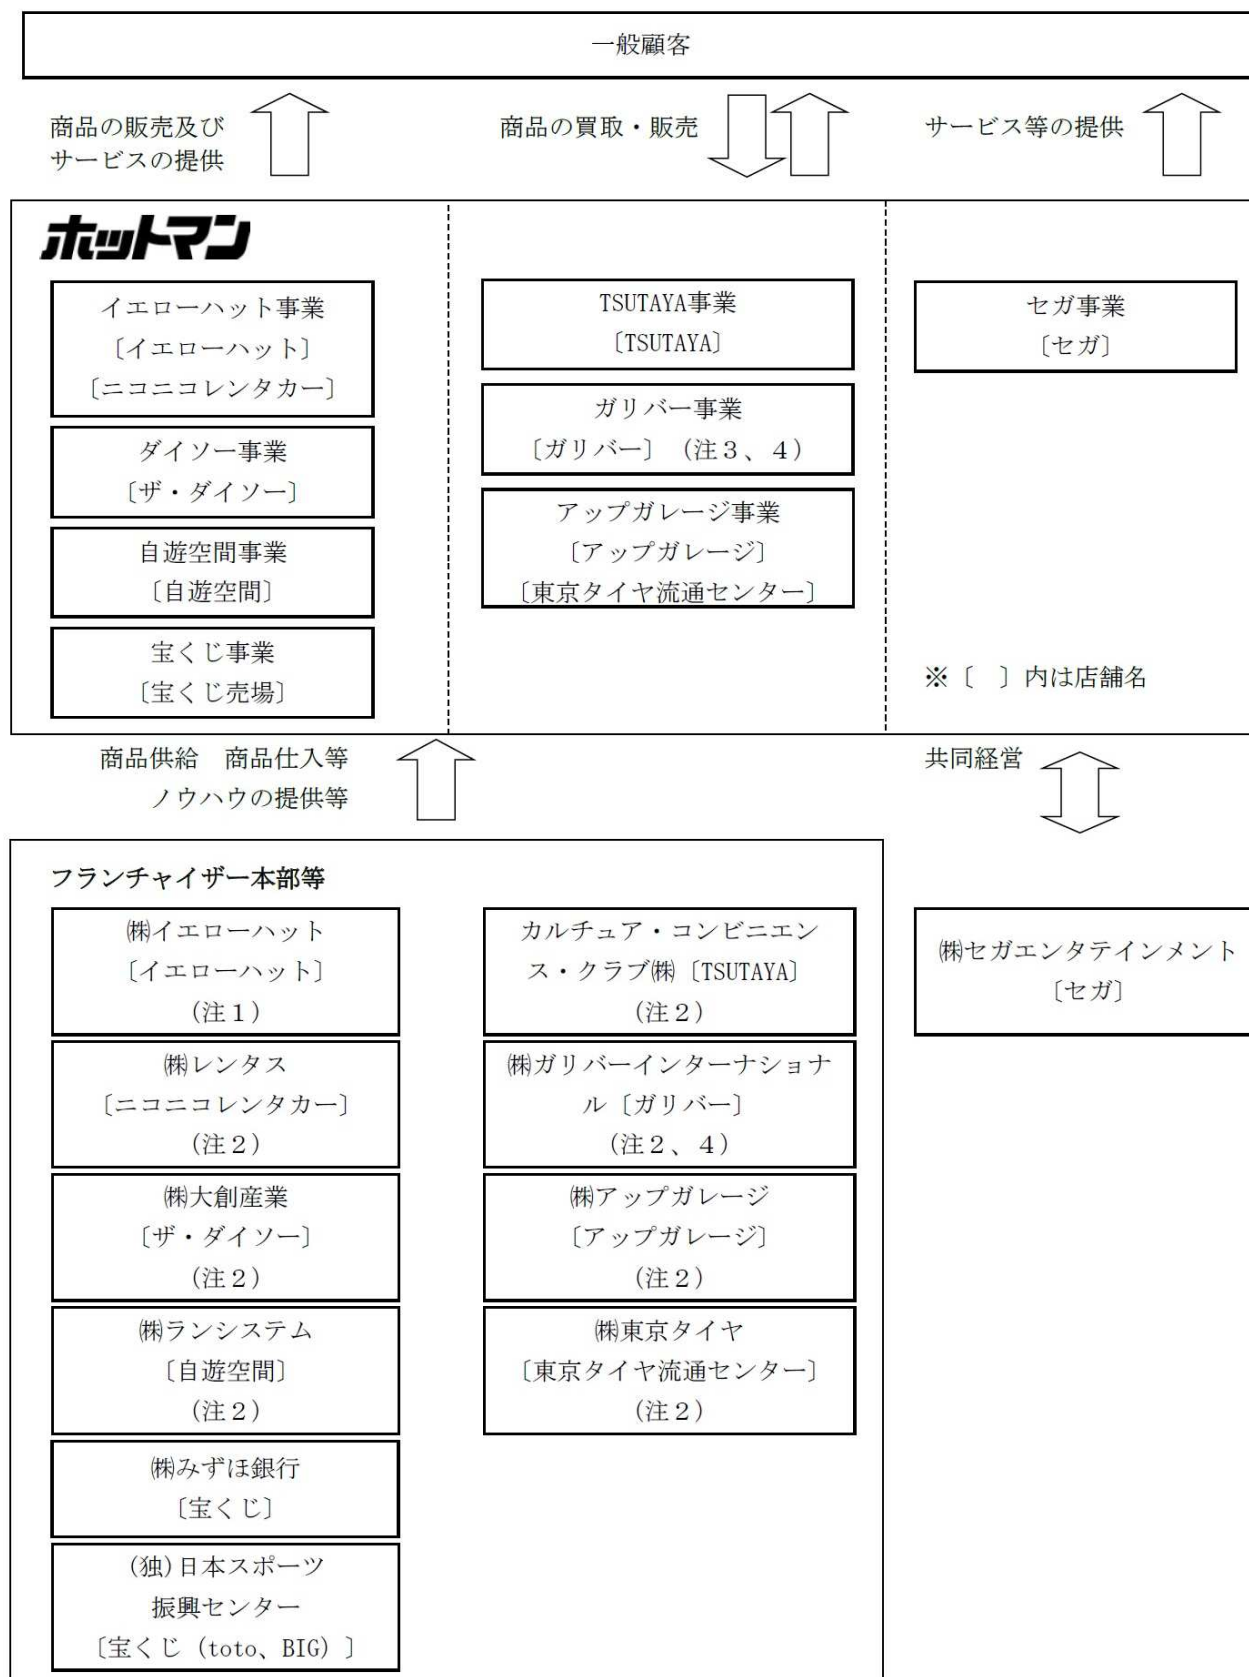 一般顧客
商品の販売及び
サービスの提供
商品の買取・販売
サービス等の提供
ホットマン
イエローハット事業
〔イエローハット〕
〔ニコニコレンタカー〕
ダイソー事業
〔ザ・ダイソー〕
自遊空間事業
〔自遊空間〕
宝くじ事業
〔宝くじ売場〕
TSUTAYA事業
〔TSUTAYA〕
ガリバー事業
〔ガリバー〕（注３、４）
アップガレージ事業
〔アップガレージ〕
〔東京タイヤ流通センター〕
セガ事業
〔セガ〕
※〔　〕内は店舗名
商品供給　商品仕入等
ノウハウの提供等
共同経営
フランチャイザー本部等
㈱イエローハット
〔イエローハット〕
（注１）
㈱レンタス
〔ニコニコレンタカー〕
（注２）
㈱大創産業
〔ザ・ダイソー〕
（注２）
㈱ランシステム
〔自遊空間〕
（注２）
㈱みずほ銀行
〔宝くじ〕
(独)日本スポーツ
振興センター
〔宝くじ（toto、BIG）〕
カルチュア・コンビニエン
ス・クラブ㈱〔TSUTAYA〕
（注２）
㈱ガリバーインターナショナ
ル〔ガリバー〕
（注２、４）
㈱アップガレージ
〔アップガレージ〕
（注２）
㈱東京タイヤ
〔東京タイヤ流通センター〕
（注２）
㈱セガエンタテインメント
〔セガ〕